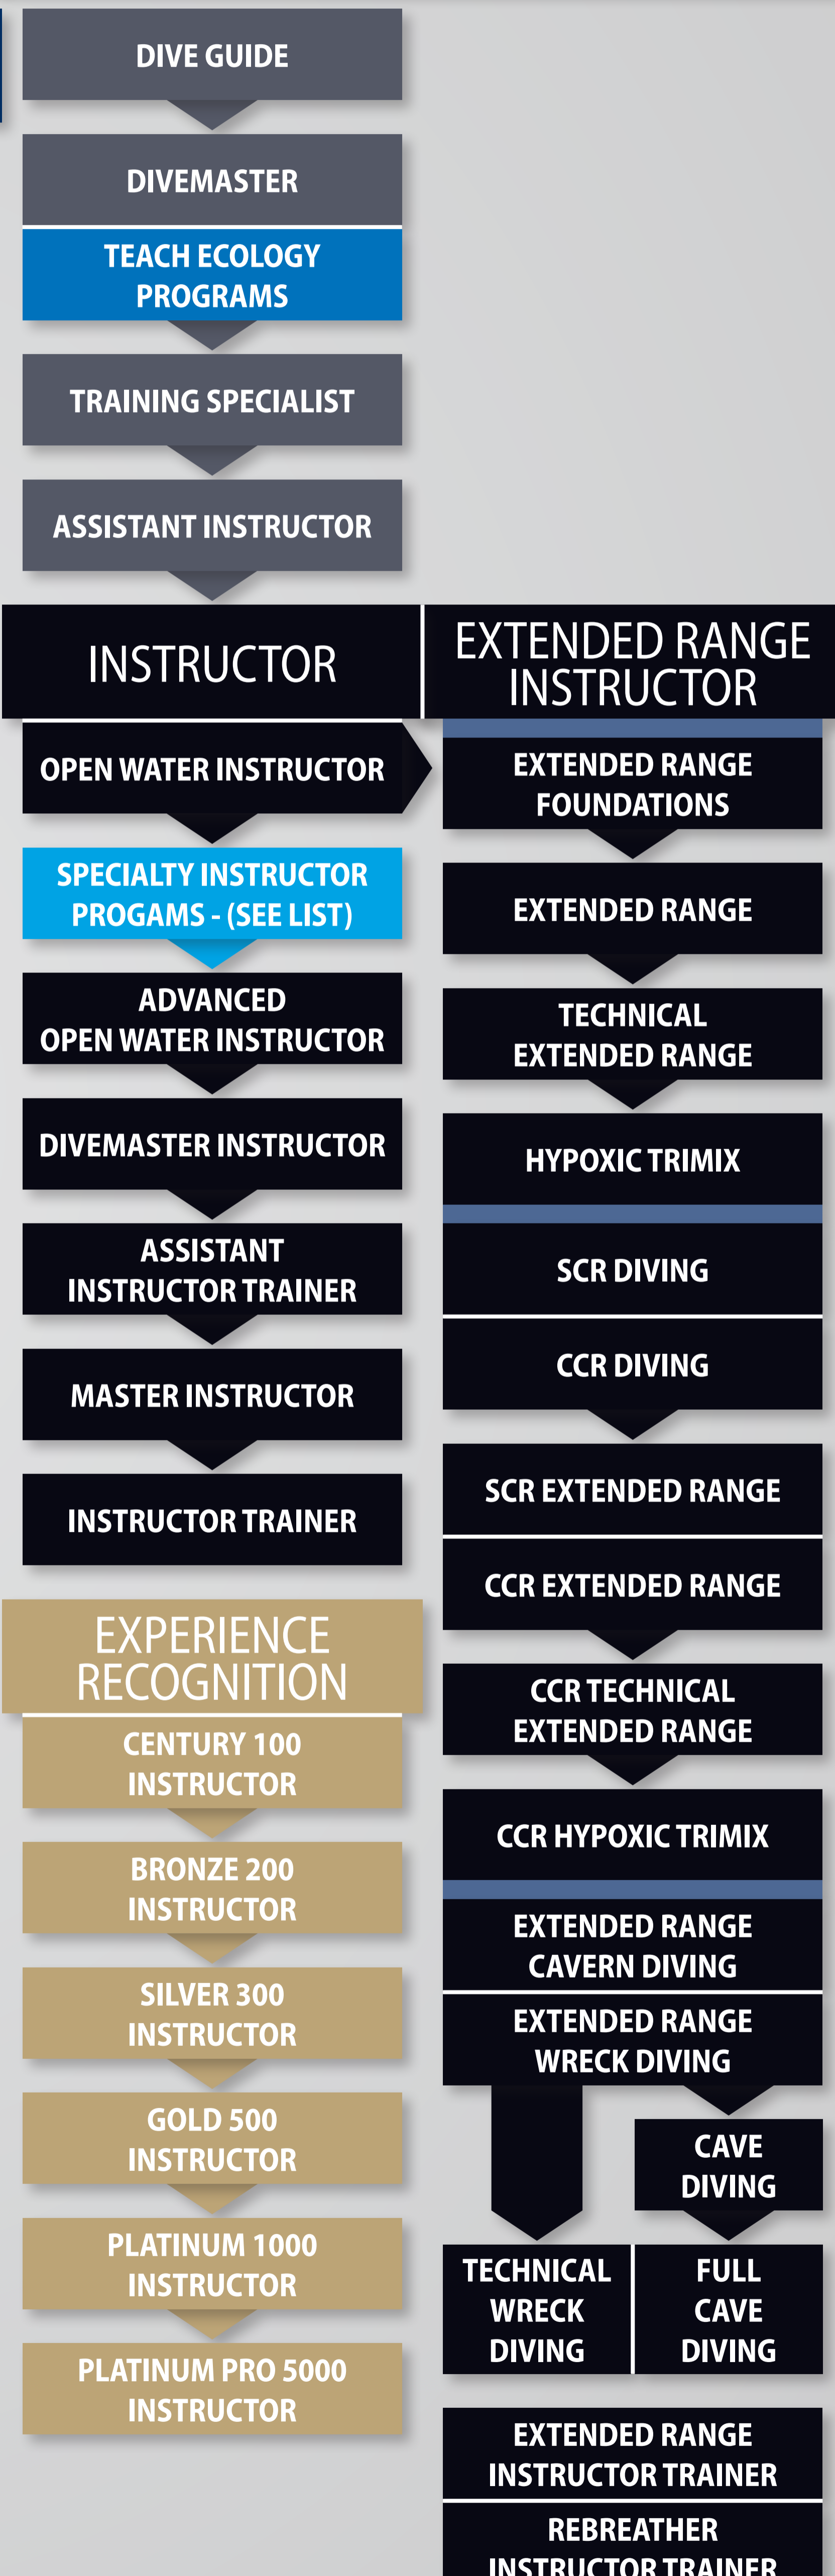 DIVE GUIDE
DIVEMASTER
TEACH ECOLOGY
PROGRAMS
TRAINING SPECIALIST
ASSISTANT INSTRUCTOR
INSTRUCTOR
OPEN WATER INSTRUCTOR
SPECIALTY INSTRUCTOR
PROGAMS - (SEE LIST)
ADVANCED
OPEN WATER INSTRUCTOR
DIVEMASTER INSTRUCTOR
ASSISTANT
INSTRUCTOR TRAINER
MASTER INSTRUCTOR
INSTRUCTOR TRAINER
EXPERIENCE
RECOGNITION
CENTURY 100
INSTRUCTOR
BRONZE 200
INSTRUCTOR
SILVER 300
INSTRUCTOR
GOLD 500
INSTRUCTOR
PLATINUM 1000
INSTRUCTOR
PLATINUM PRO 5000
INSTRUCTOR
EXTENDED RANGE
INSTRUCTOR
EXTENDED RANGE
FOUNDATIONS
EXTENDED RANGE
TECHNICAL
EXTENDED RANGE
HYPOXIC TRIMIX
SCR DIVING
CCR DIVING
SCR EXTENDED RANGE
CCR EXTENDED RANGE
CCR TECHNICAL
EXTENDED RANGE
CCR HYPOXIC TRIMIX
EXTENDED RANGE
CAVERN DIVING
EXTENDED RANGE
WRECK DIVING
CAVE
DIVING
TECHNICAL
WRECK
DIVING
FULL
CAVE
DIVING
EXTENDED RANGE
INSTRUCTOR TRAINER
REBREATHER
INSTRUCTOR TRAINER